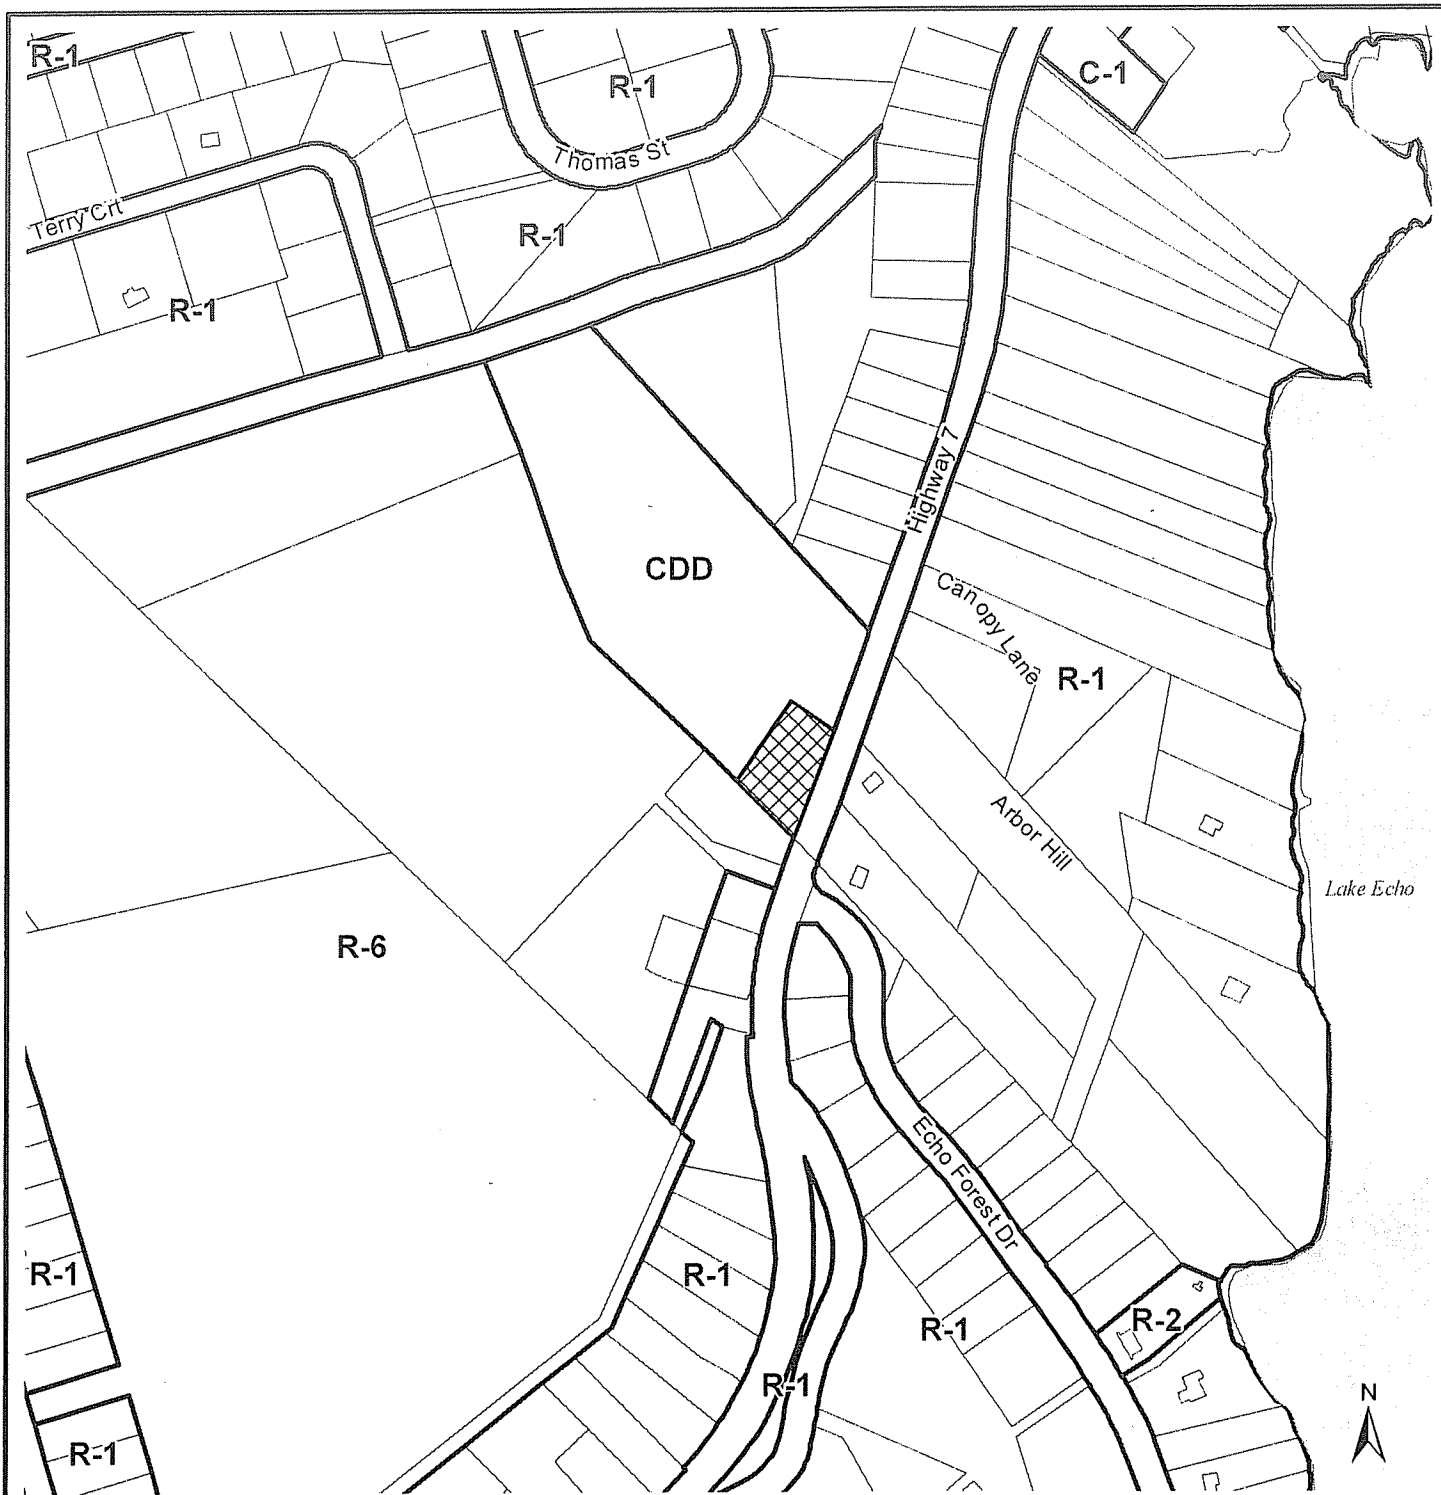 R-1
C-1
R-1
Thomas St
Terry Crt
R-1
R-1
Highway 7
CDD
Canopy Lane
R-1
Arbor Hill
Lake Echo
R-6
Echo Forest Dr
R-1
R-1
R-2
R-1
R-1
N
R-1